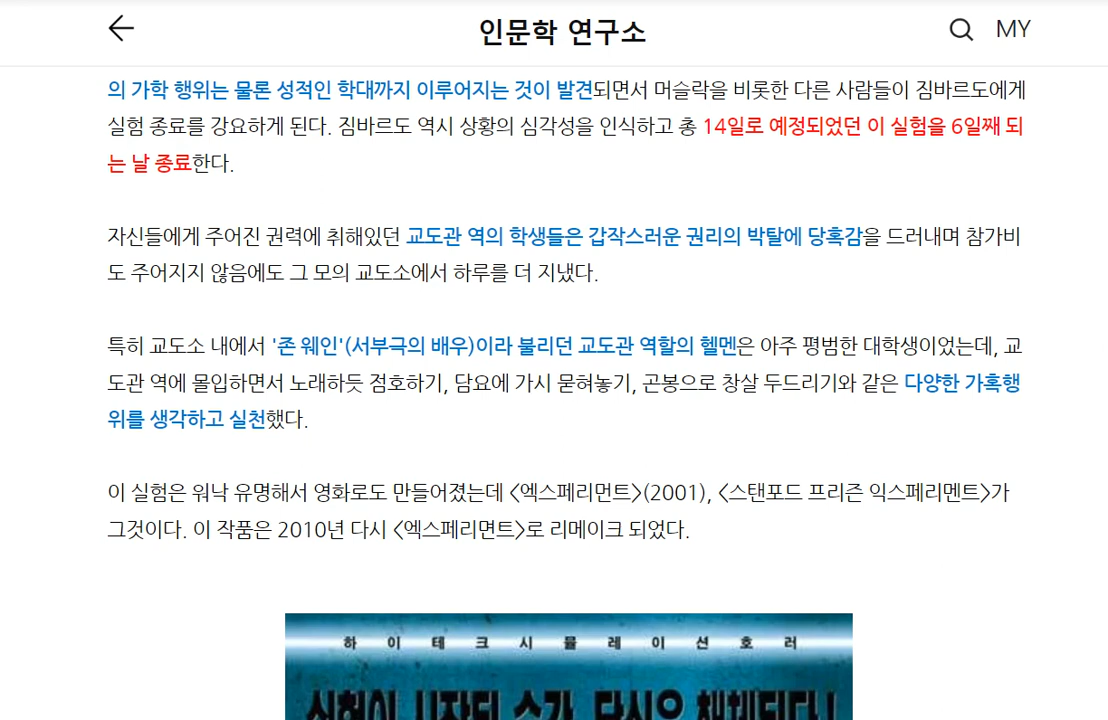 인문학 연구소
MY
의 가학 행위는 물론 성적인 학대까지 이루어지는 것이 발견되면서 머슬락을 비롯한 다른 사람들이 짐바르도에게
실험 종료를 강요하게 된다. 짐바르도 역시 상황의 심각성을 인식하고 총 14일로 예정되었던 이 실험을 6일째 되
는 날 종료한다.
자신들에게 주어진 권력에 취해있던 교도관 역의 학생들은 갑작스러운 권리의 박탈에 당혹감을 드러내며 참가비
도 주어지지 않음에도 그 모의 교도소에서 하루를 더 지냈다.
특히 교도소 내에서 '존 웨인'(서부극의 배우)이라 불리던 교도관 역할의 헬멘은 아주 평범한 대학생이었는데, 교
도관 역에 몰입하면서 노래하듯 점호하기, 담요에 가시 묻혀놓기, 곤봉으로 창살 두드리기와 같은 다양한 가혹행
위를 생각하고 실천했다.
이 실험은 워낙 유명해서 영화로도 만들어졌는데 <엑스페리먼트>(2001), <스탠포드 프리즌 익스페리멘트>가
그것이다. 이 작품은 2010년 다시 <엑스페리면트>로 리메이크 되었다.
하이테크시뮬레이션호러
실험이 시작된 순간, 당신은 해체된다!